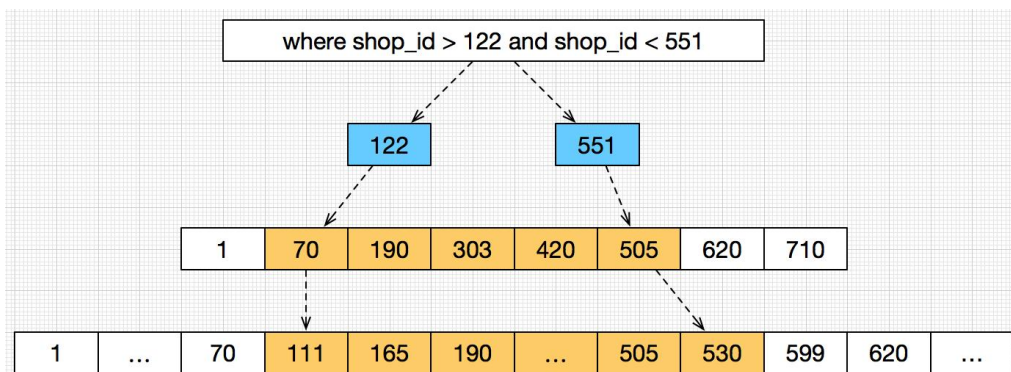 where shop_id > 122 and shop_id < 551
122 551
1 70 190 303 420 505 620 710
1 ... 70 111 165 190 ... 505 530 599 620 ...